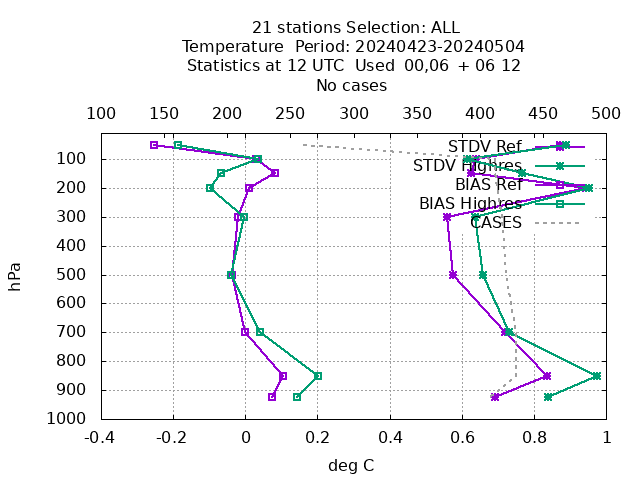 21 stations Selection: ALL
Temperature  Period: 20240423-20240504
Statistics at 12 UTC  Used  00,06  + 06 12
No cases
100 150 200 250 300 350 400 450 500
STDV Ref
STDV Highres
BIAS Ref
BIAS Highres
CASES
100
200
300
400
500
600
700
800
900
1000
hPa
-0.4 -0.2 0 0.2 0.4 0.6 0.8 1
deg C